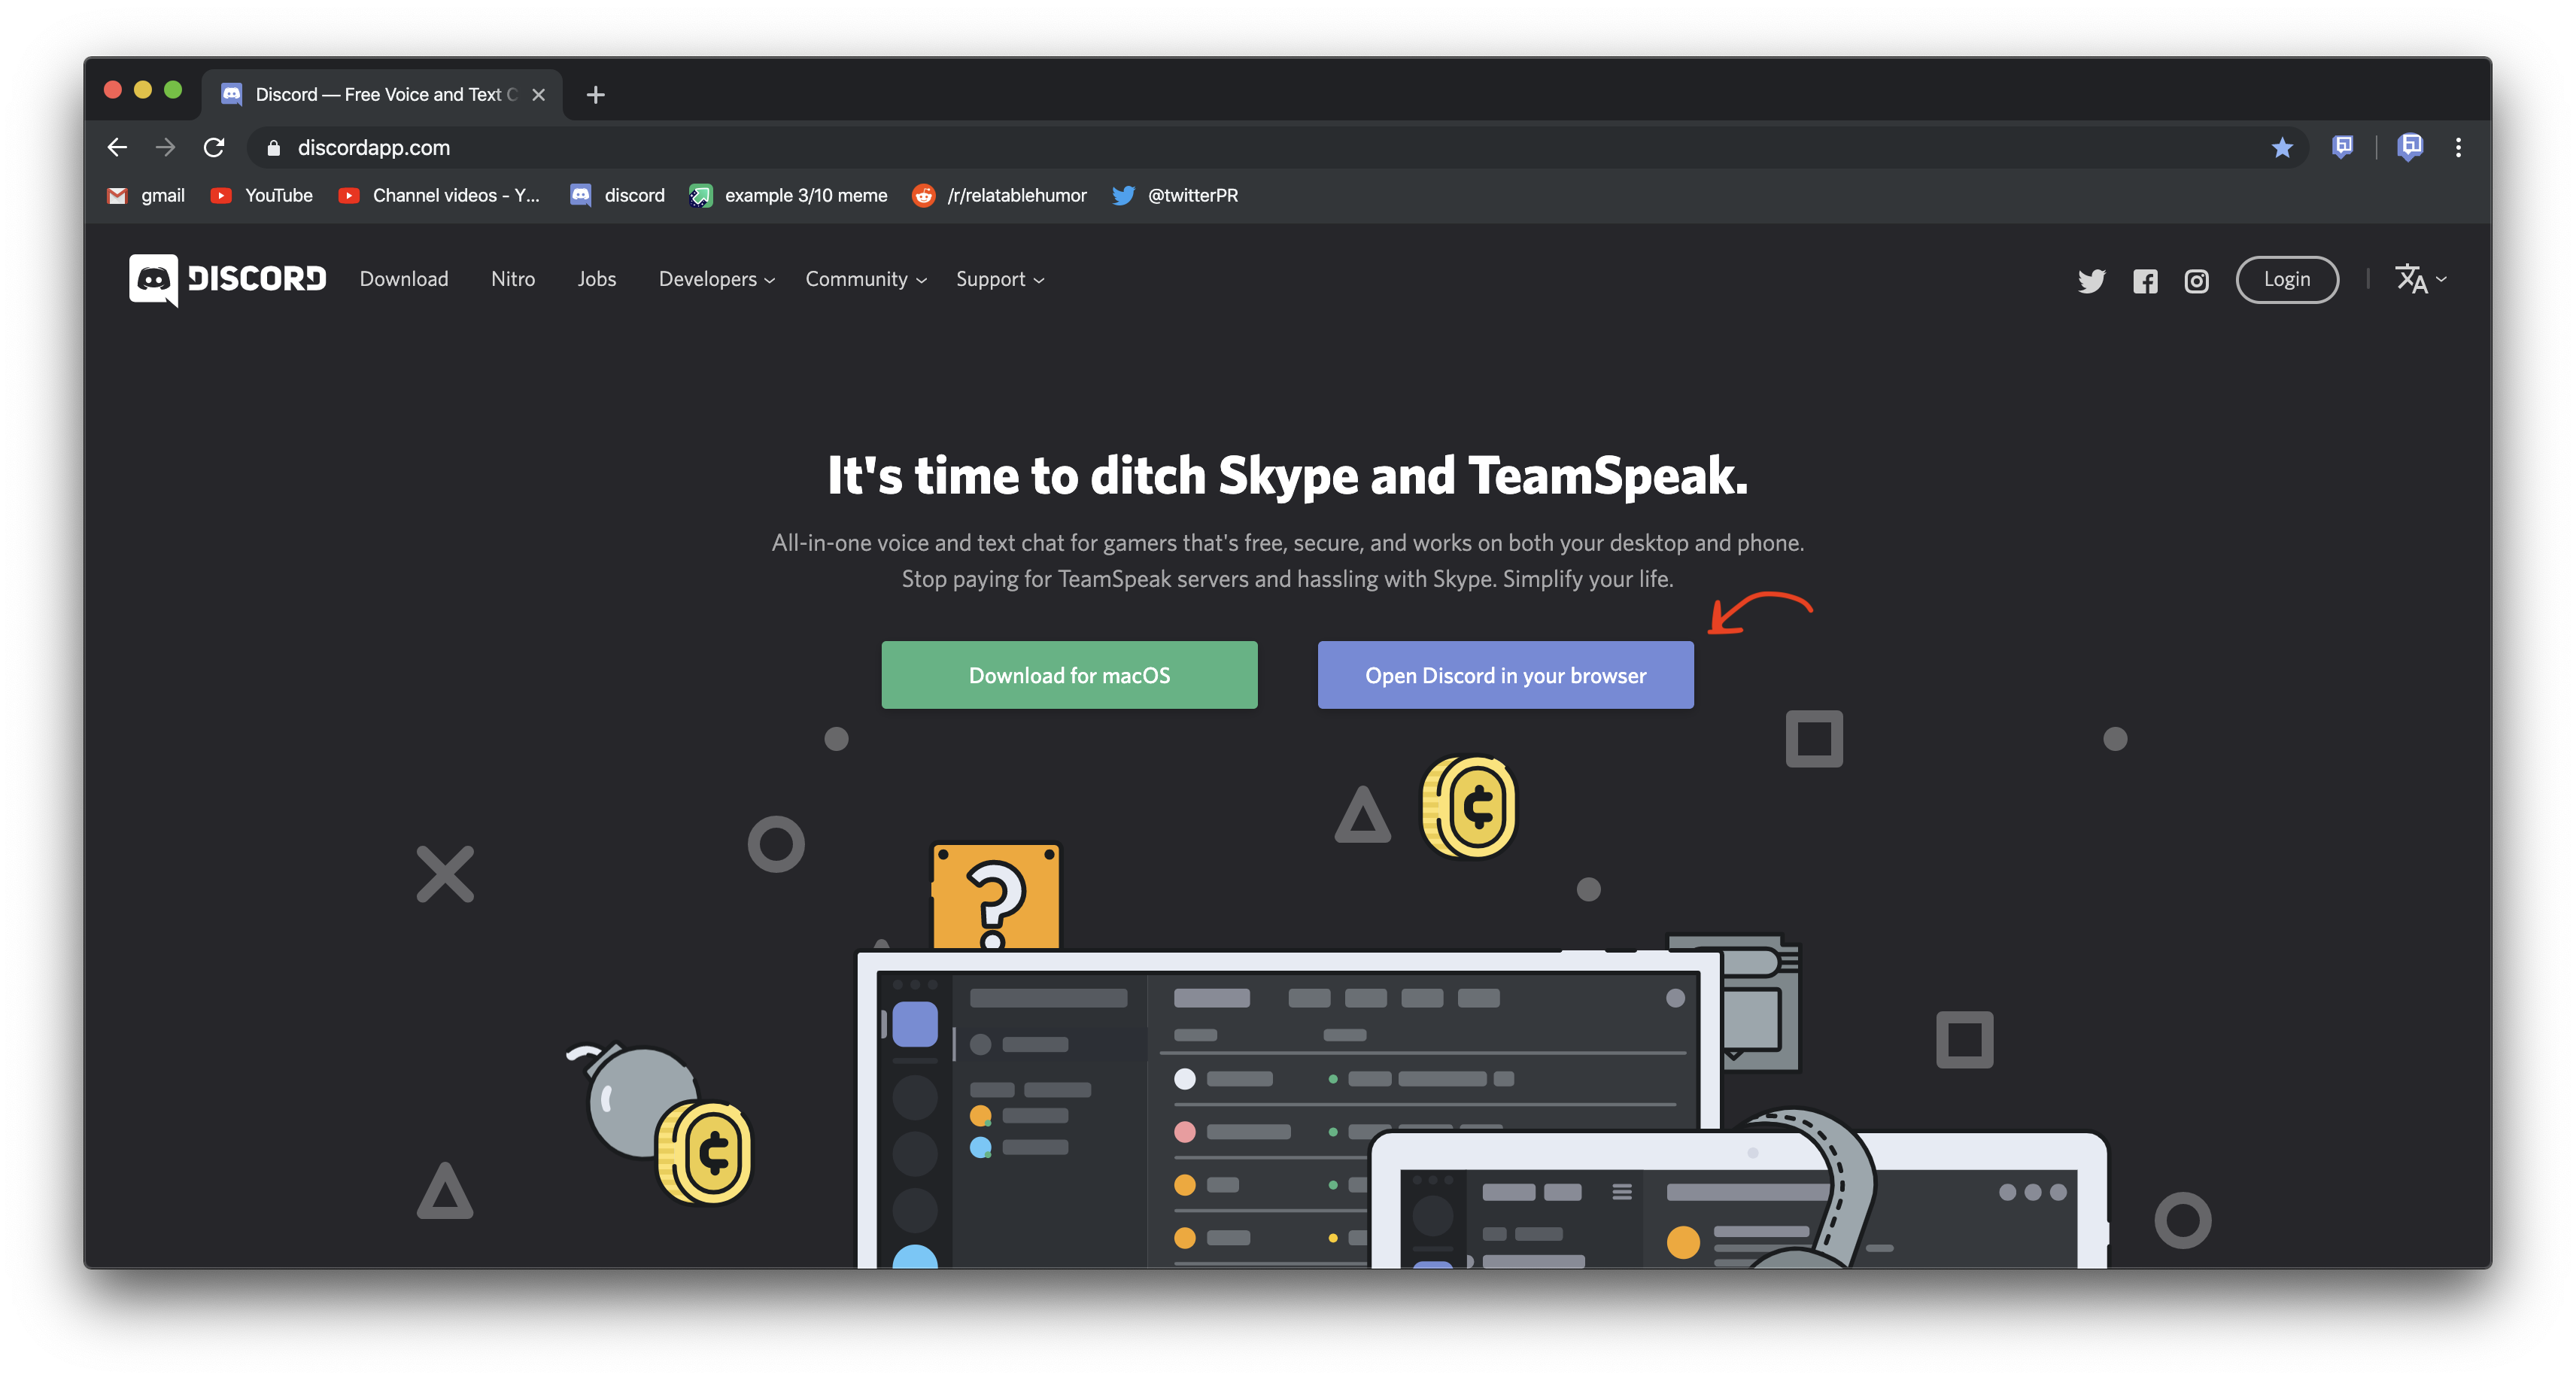 Discord — Free Voice and Text C
discordapp.com
gmail
YouTube
Channel videos - Y...
discord
example 3/10 meme
/r/relatablehumor
@twitterPR
DISCORD
Download
Nitro
Jobs
Developers
Community
Support
Login
It's time to ditch Skype and TeamSpeak.
All-in-one voice and text chat for gamers that's free, secure, and works on both your desktop and phone.
Stop paying for TeamSpeak servers and hassling with Skype. Simplify your life.
Download for macOS
Open Discord in your browser
?
¢
¢